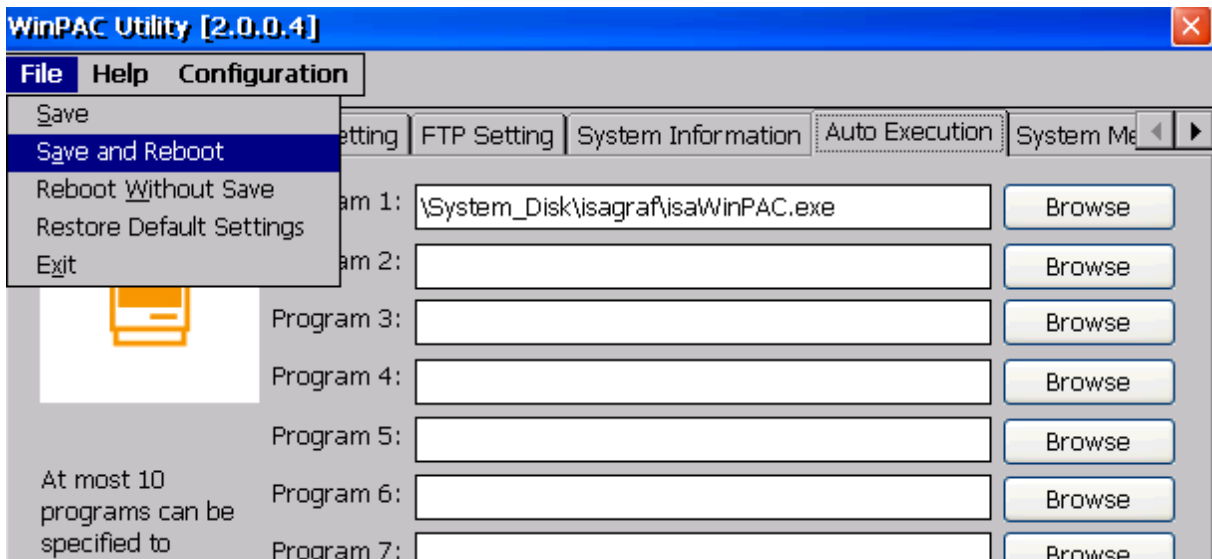 WinPAC Utility [2.0.0.4]
File Help Configuration
Save
Save and Reboot
Reboot Without Save
Restore Default Settings
Exit
etting FTP Setting System Information Auto Execution System Me
am 1: \System_Disk\isagraf\isaWinPAC.exe Browse
am 2: Browse
Program 3: Browse
Program 4: Browse
Program 5: Browse
Program 6: Browse
Program 7: Browse
At most 10
programs can be
specified to